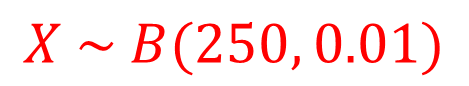 X ~ B(250, 0.01)